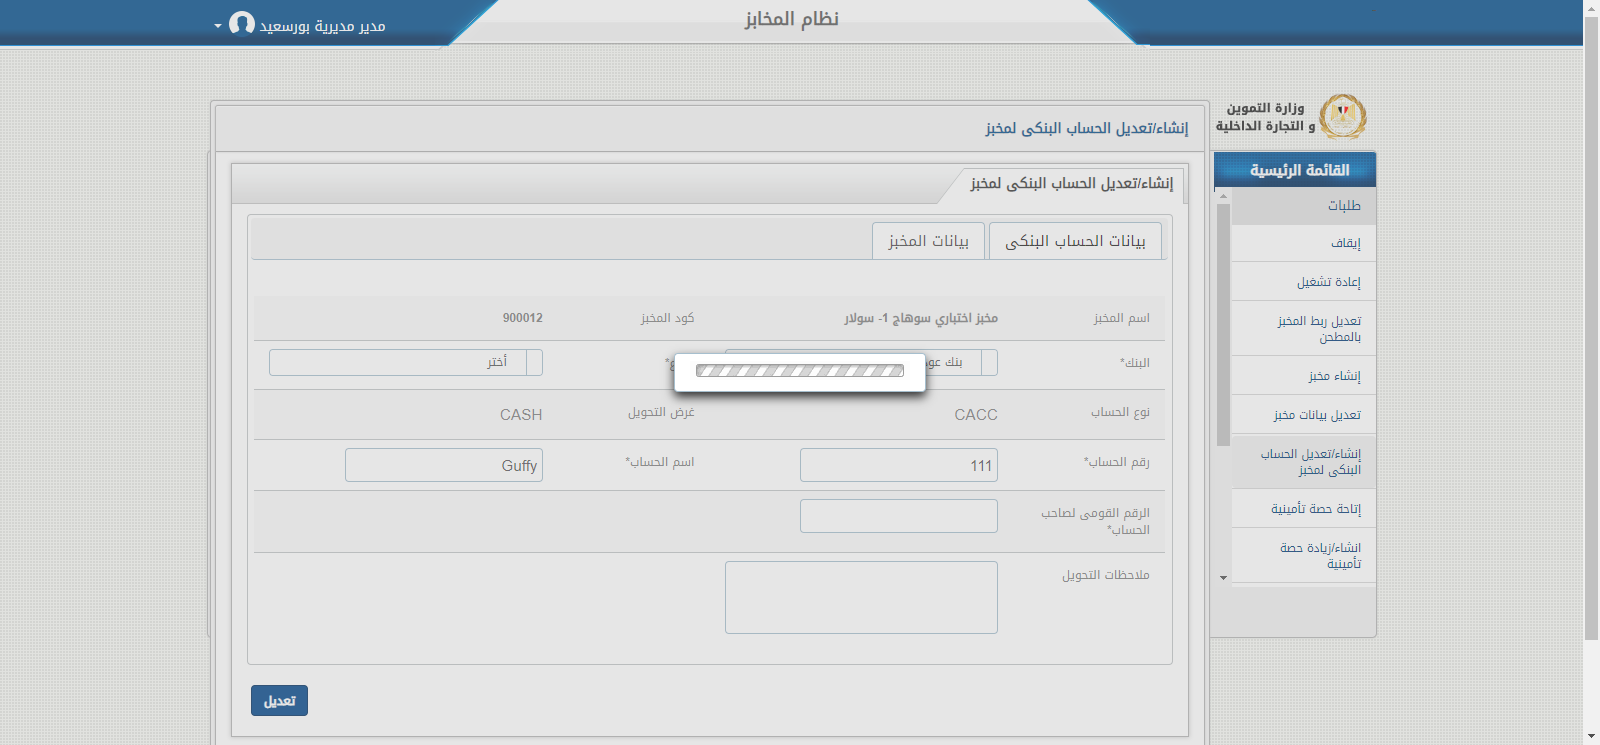 نظام المخابز
مدير مديرية بورسعيد
وزارة التموين
و التجارة الداخلية
القائمة الرئيسية
طلبات
إيقاف
إعادة تشغيل
تعديل ربط المخبز
بالمطحن
إنشاء مخبز
تعديل بيانات مخبز
إنشاء/تعديل الحساب
البنكى لمخبز
إتاحة حصة تأمينية
انشاء/زيادة حصة
تأمينية
إنشاء/تعديل الحساب البنكى لمخبز
إنشاء/تعديل الحساب البنكى لمخبز
بيانات الحساب البنكى
بيانات المخبز
اسم المخبز
مخبز اختباري سوهاج 1- سولار
كود المخبز
900012
البنك*
بنك
أختر
نوع الحساب
CACC
غرض التحويل
CASH
رقم الحساب*
111
اسم الحساب*
Guffy
الرقم القومى لصاحب
الحساب*
ملاحظات التحويل
تعديل